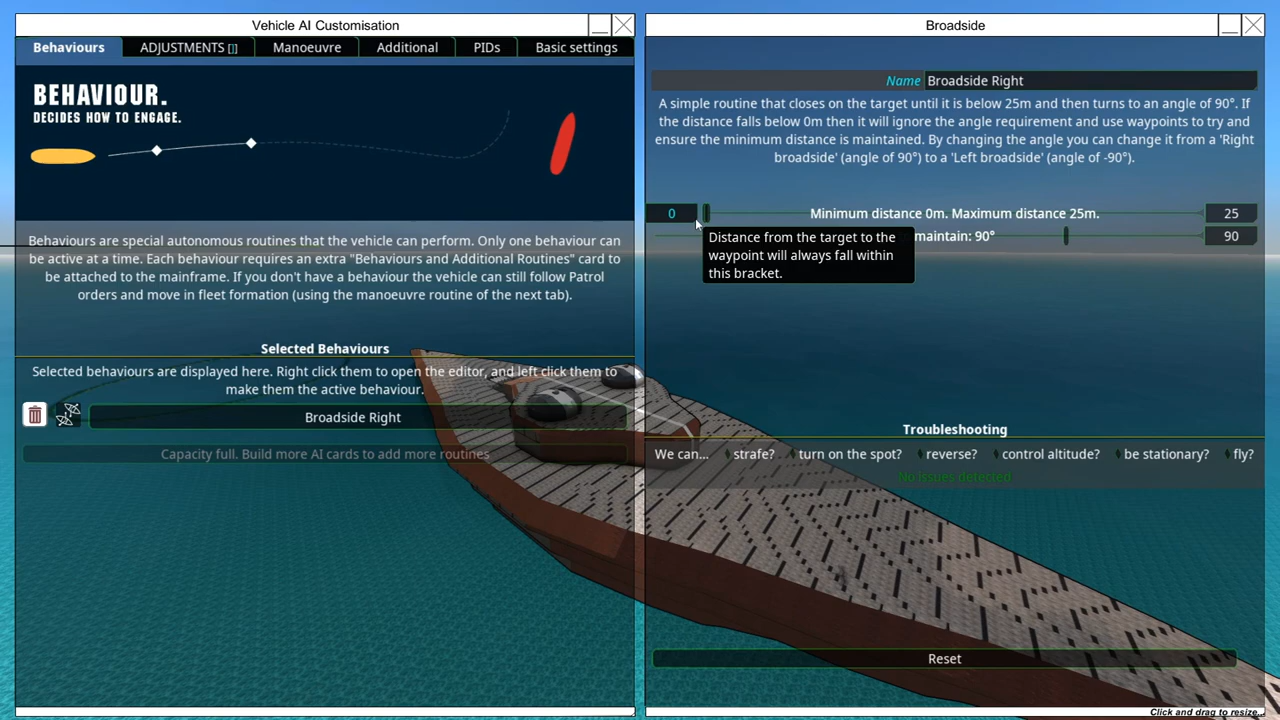 Vehicle AI Customisation
Behaviours
ADJUSTMENTS []
Manoeuvre
Additional
PIDs
Basic settings
BEHAVIOUR.
DECIDES HOW TO ENGAGE.
Behaviours are special autonomous routines that the vehicle can perform. Only one behaviour can
be active at a time. Each behaviour requires an extra "Behaviours and Additional Routines" card to
be attached to the mainframe. If you don't have a behaviour the vehicle can still follow Patrol
orders and move in fleet formation (using the manoeuvre routine of the next tab).
Selected Behaviours
Selected behaviours are displayed here. Right click them to open the editor, and left click them to
make them the active behaviour.
Broadside Right
Capacity full. Build more AI cards to add more routines
Broadside
Name Broadside Right
A simple routine that closes on the target until it is below 25m and then turns to an angle of 90°. If
the distance falls below 0m then it will ignore the angle requirement and use waypoints to try and
ensure the minimum distance is maintained. By changing the angle you can change it from a 'Right
broadside' (angle of 90°) to a 'Left broadside' (angle of -90°).
0 Minimum distance 0m. Maximum distance 25m. 25
maintain: 90° 90
Distance from the target to the
waypoint will always fall within
this bracket.
Troubleshooting
We can... strafe? turn on the spot? reverse? control altitude? be stationary? fly?
No issues detected
Reset
Click and drag to resize.